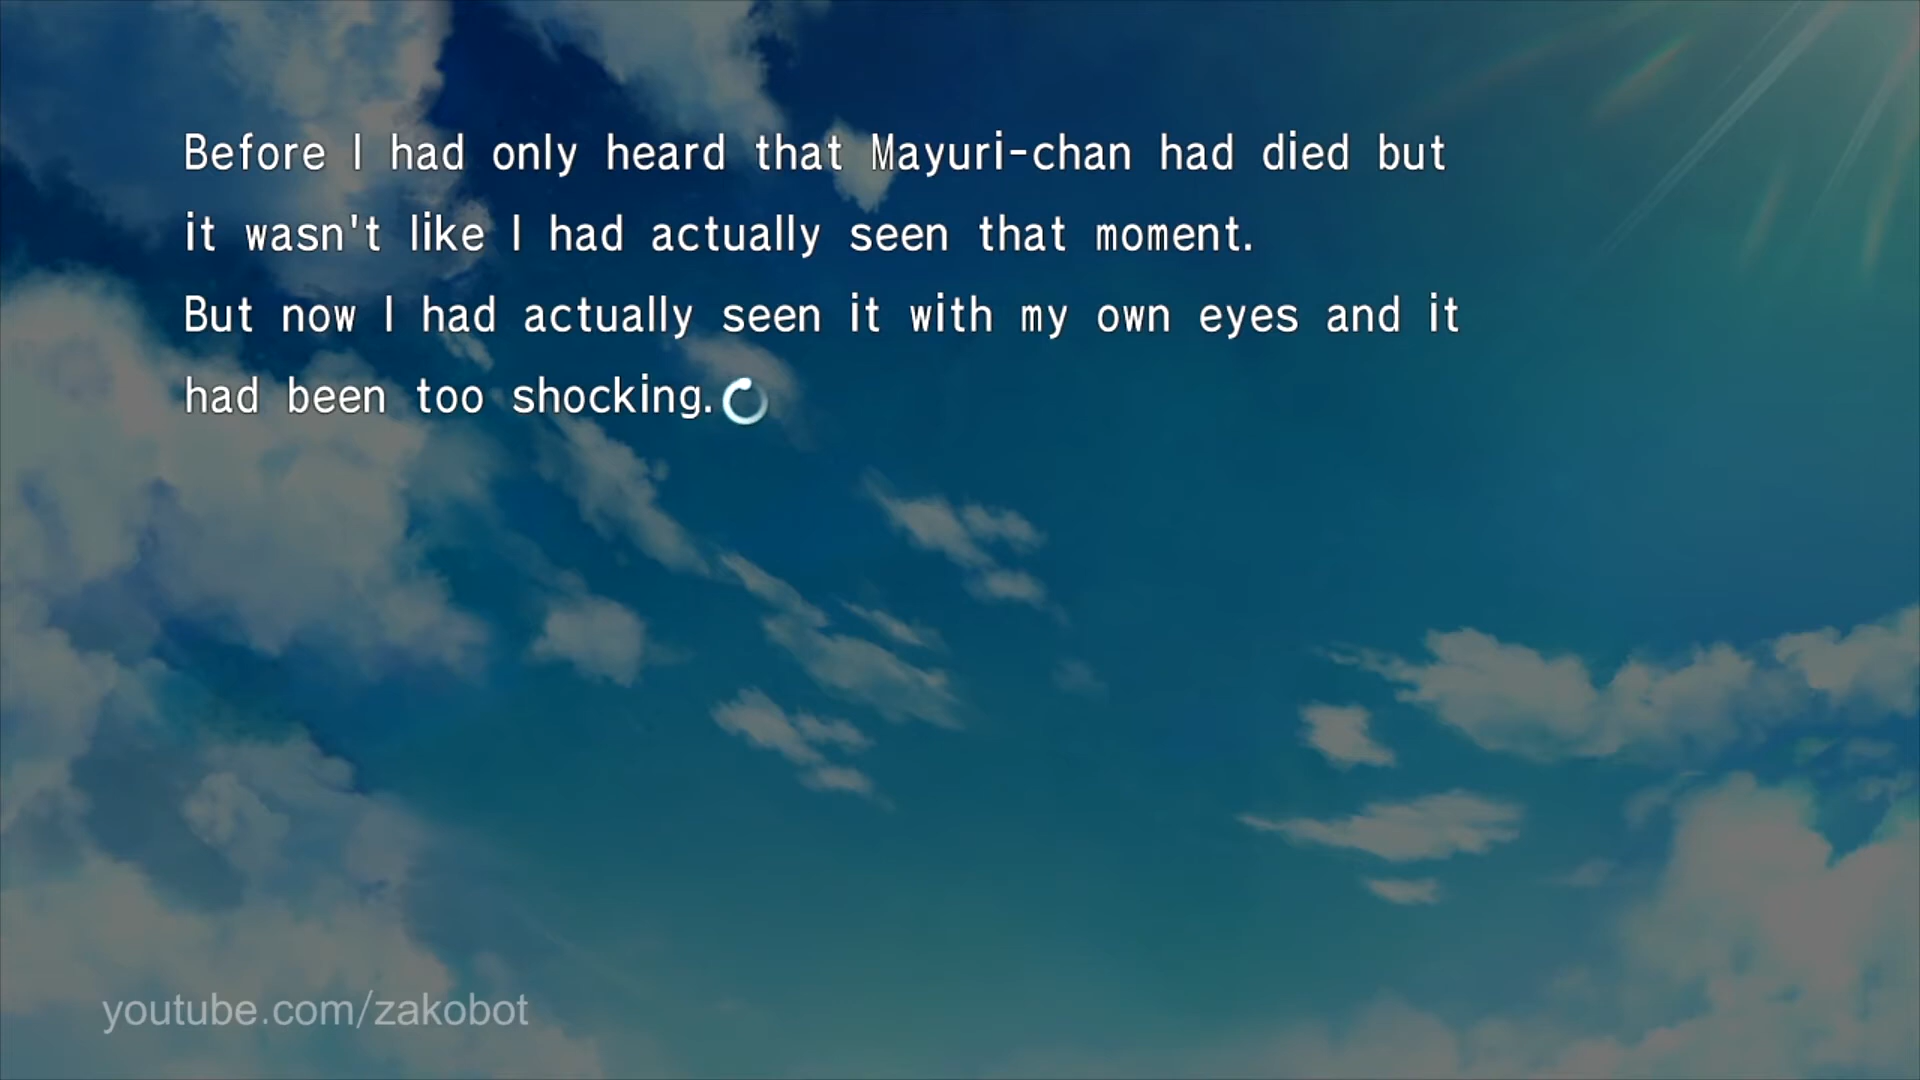 Before I had only heard that Mayuri-chan had died but
it wasn't like I had actually seen that moment.
But now I had actually seen it with my own eyes and it
had been too shocking.
youtube.com/zakobot